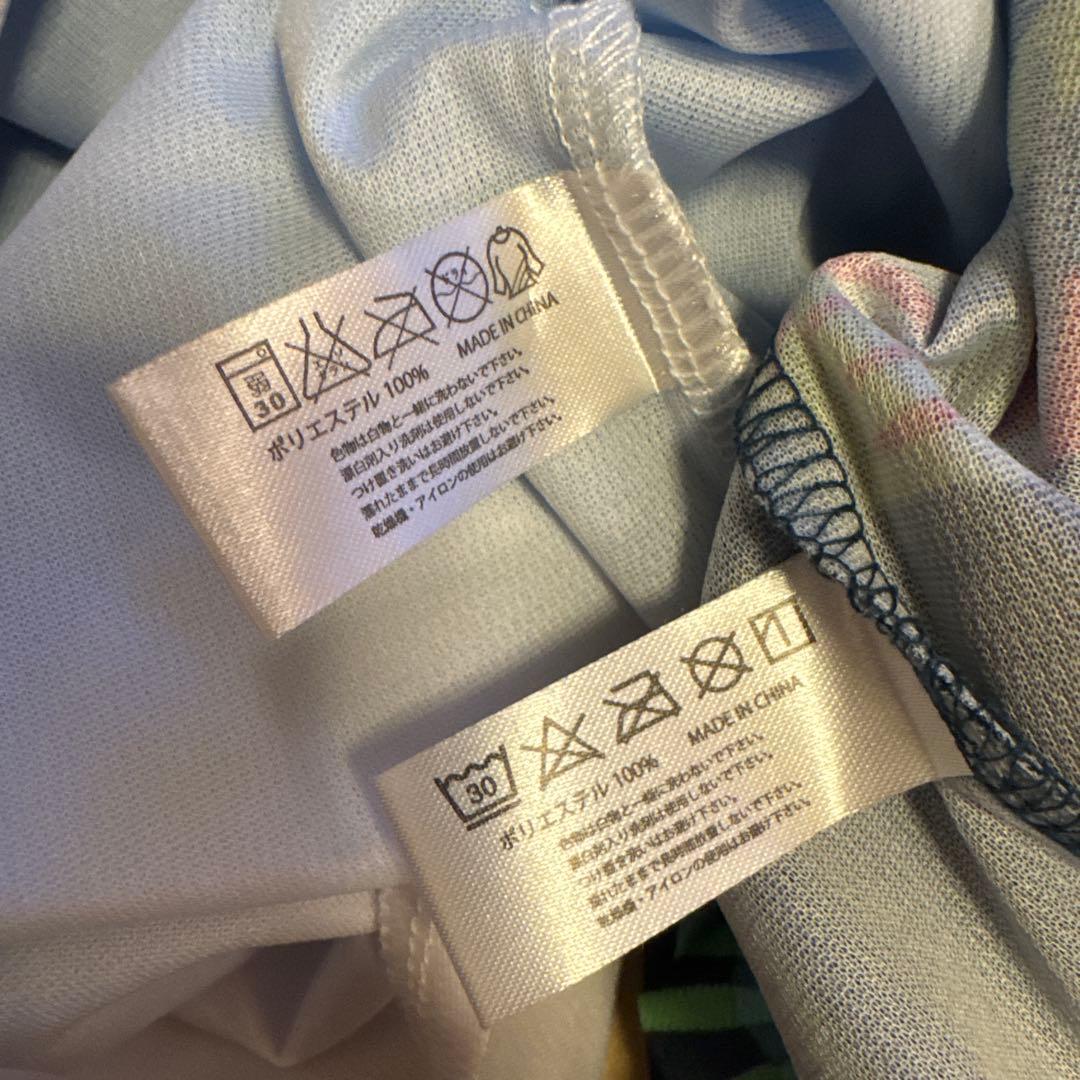 弱
30
エンソ
サラシ
ドライ
ポリエステル 100%
MADE IN CHINA
色物は白物と一緒に洗わないで下さい。
漂白剤入り洗剤は使用しないで下さい。
つけ置き洗いはお避け下さい。
濡れたままで長時間放置しないで下さい。
乾燥機・アイロンの使用はお避け下さい。
30
ポリエステル 100%
MADE IN CHINA
色物は白物と一緒に洗わないで下さい。
漂白剤入り洗剤は使用しないで下さい。
つけ置き洗いはお避け下さい。
濡れたままで長時間放置しないで下さい。
乾燥機・アイロンの使用はお避け下さい。